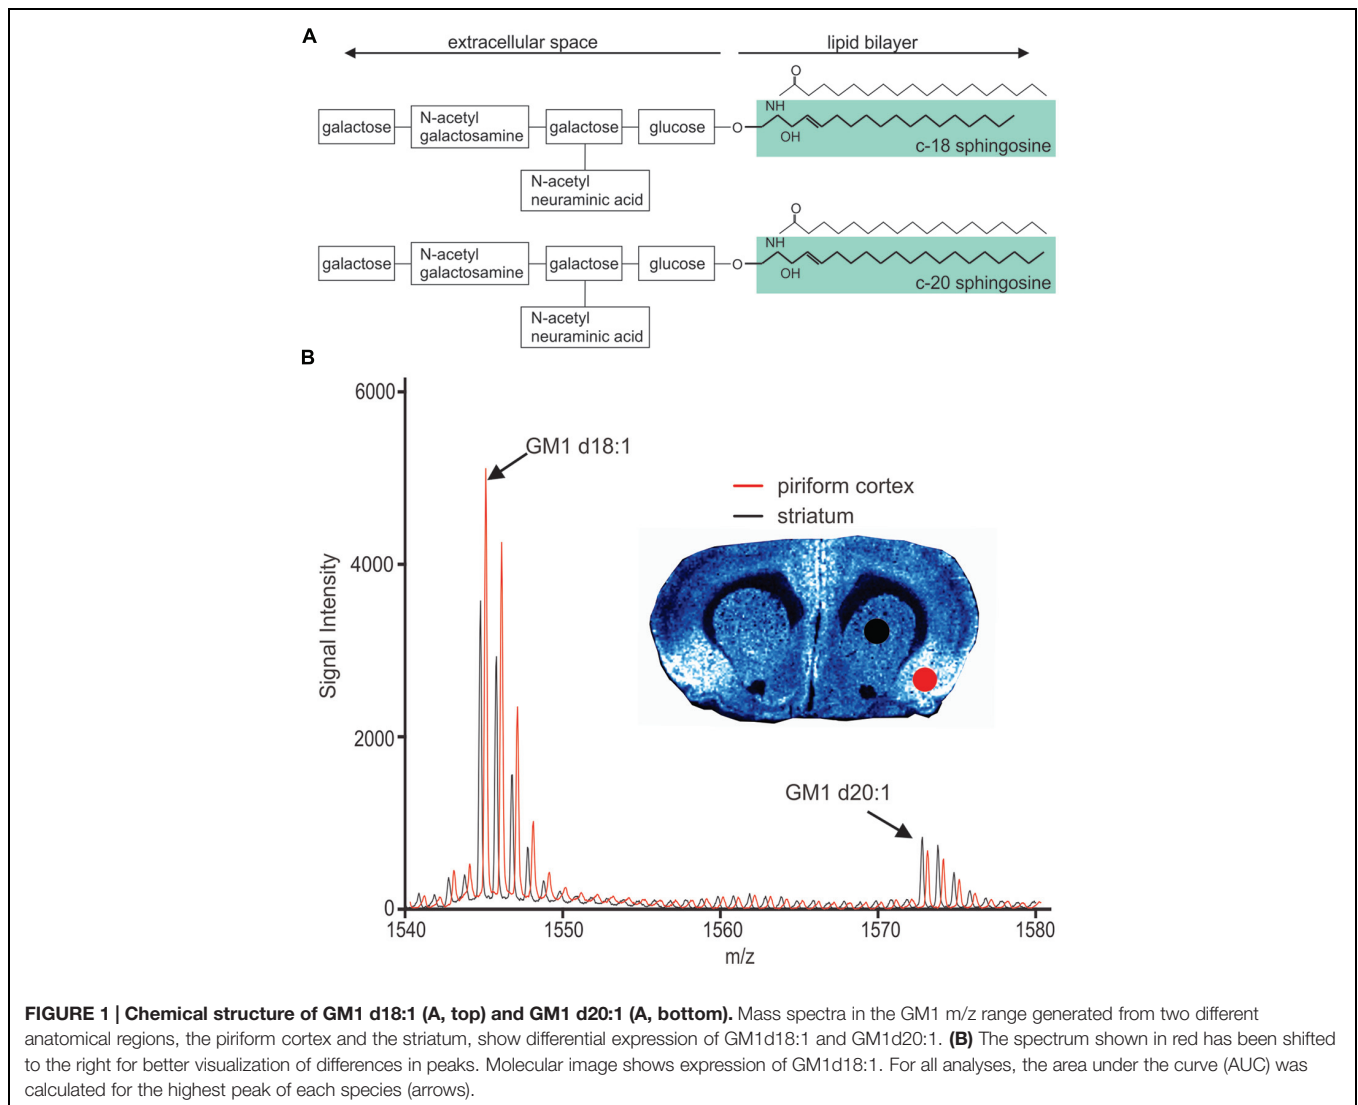 A
extracellular space
lipid bilayer
galactose
N-acetyl
galactosamine
galactose
glucose
O
O
NH
OH
c-18 sphingosine
N-acetyl
neuraminic acid
galactose
N-acetyl
galactosamine
galactose
glucose
O
O
NH
OH
c-20 sphingosine
N-acetyl
neuraminic acid
B
6000
4000
2000
0
Signal Intensity
GM1 d18:1
piriform cortex
striatum
GM1 d20:1
1540
1550
1560
1570
1580
m/z
FIGURE 1 | Chemical structure of GM1 d18:1 (A, top) and GM1 d20:1 (A, bottom). Mass spectra in the GM1 m/z range generated from two different
anatomical regions, the piriform cortex and the striatum, show differential expression of GM1d18:1 and GM1d20:1. (B) The spectrum shown in red has been shifted
to the right for better visualization of differences in peaks. Molecular image shows expression of GM1d18:1. For all analyses, the area under the curve (AUC) was
calculated for the highest peak of each species (arrows).